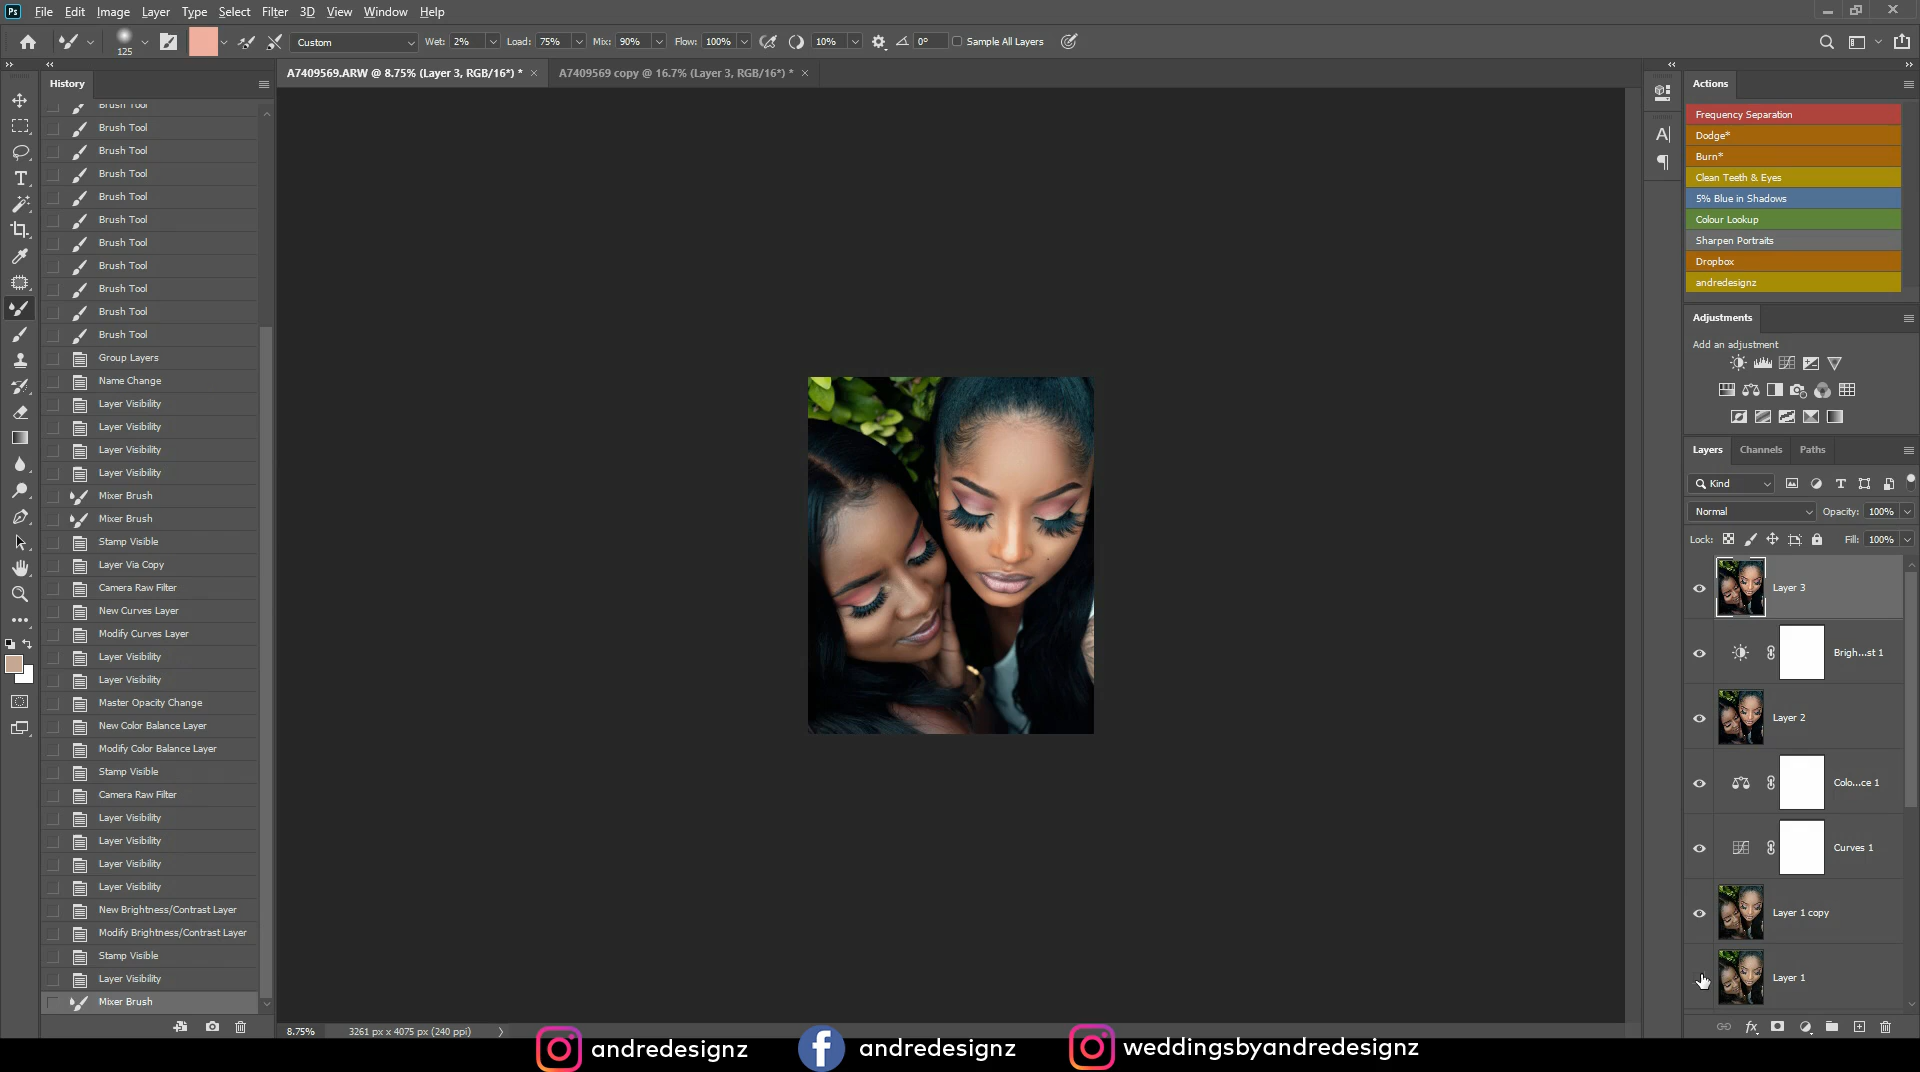 Ps File Edit Image Layer Type Select Filter 3D View Window Help
125 Custom Wet: 2% Load: 75% Mix: 90% Flow: 100% 10% 0° Sample All Layers
History
A7409569.ARW @ 8.75% (Layer 3, RGB/16*) * ×
A7409569 copy @ 16.7% (Layer 3, RGB/16*) * ×
Brush Tool
Brush Tool
Brush Tool
Brush Tool
Brush Tool
Brush Tool
Brush Tool
Brush Tool
Brush Tool
Brush Tool
Brush Tool
Group Layers
Name Change
Layer Visibility
Layer Visibility
Layer Visibility
Layer Visibility
Mixer Brush
Mixer Brush
Stamp Visible
Layer Via Copy
Camera Raw Filter
New Curves Layer
Modify Curves Layer
Layer Visibility
Layer Visibility
Master Opacity Change
New Color Balance Layer
Modify Color Balance Layer
Stamp Visible
Camera Raw Filter
Layer Visibility
Layer Visibility
Layer Visibility
Layer Visibility
New Brightness/Contrast Layer
Modify Brightness/Contrast Layer
Stamp Visible
Layer Visibility
Mixer Brush
Actions
Frequency Separation
Dodge*
Burn*
Clean Teeth & Eyes
5% Blue in Shadows
Colour Lookup
Sharpen Portraits
Dropbox
andredesignz
Adjustments
Add an adjustment
Layers Channels Paths
Kind
Normal Opacity: 100%
Lock: Fill: 100%
Layer 3
Brigh...st 1
Layer 2
Colo...ce 1
Curves 1
Layer 1 copy
Layer 1
fx
8.75% 3261 px x 4075 px (240 ppi)
andredesignz andredesignz weddingsbyandredesignz